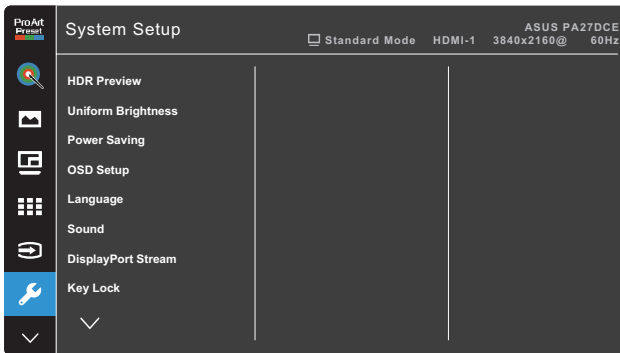 ProArt
Preset
System Setup
ASUS PA27DCE
Standard Mode HDMI-1 3840x2160@ 60Hz
HDR Preview
Uniform Brightness
Power Saving
OSD Setup
Language
Sound
DisplayPort Stream
Key Lock